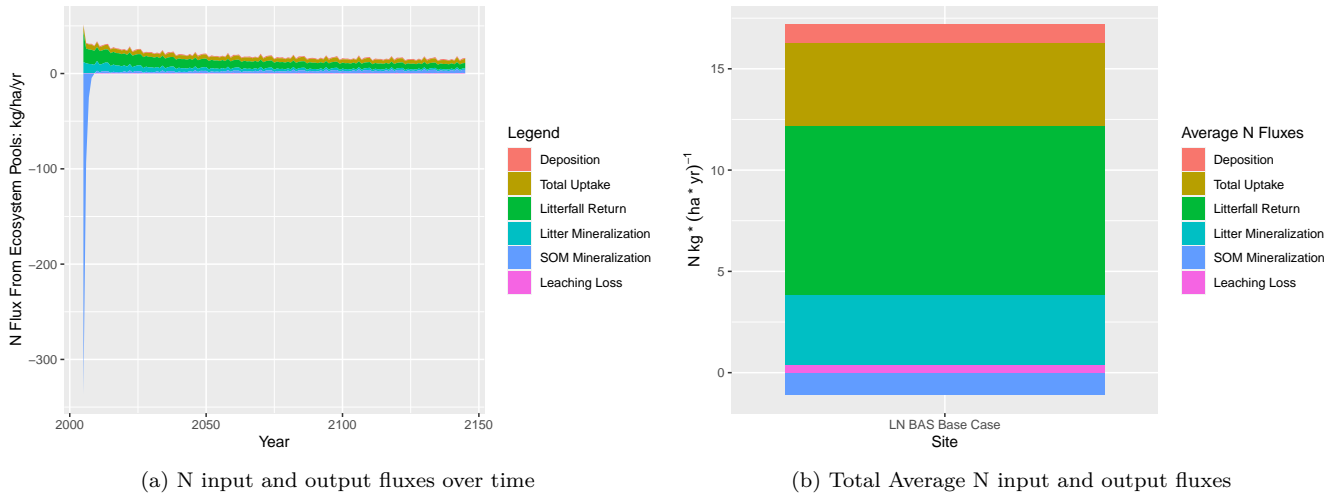 0
−100
−200
−300
N Flux From Ecosystem Pools: kg/ha/yr
2000
2050
2100
2150
Year
Legend
Deposition
Total Uptake
Litterfall Return
Litter Mineralization
SOM Mineralization
Leaching Loss
(a) N input and output fluxes over time
15
10
5
0
N kg * (ha * yr)⁻¹
LN BAS Base Case
Site
Average N Fluxes
Deposition
Total Uptake
Litterfall Return
Litter Mineralization
SOM Mineralization
Leaching Loss
(b) Total Average N input and output fluxes